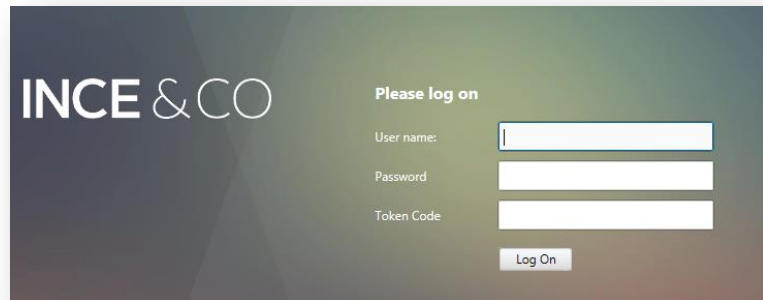 INCE & CO
Please log on
User name:
Password
Token Code
Log On